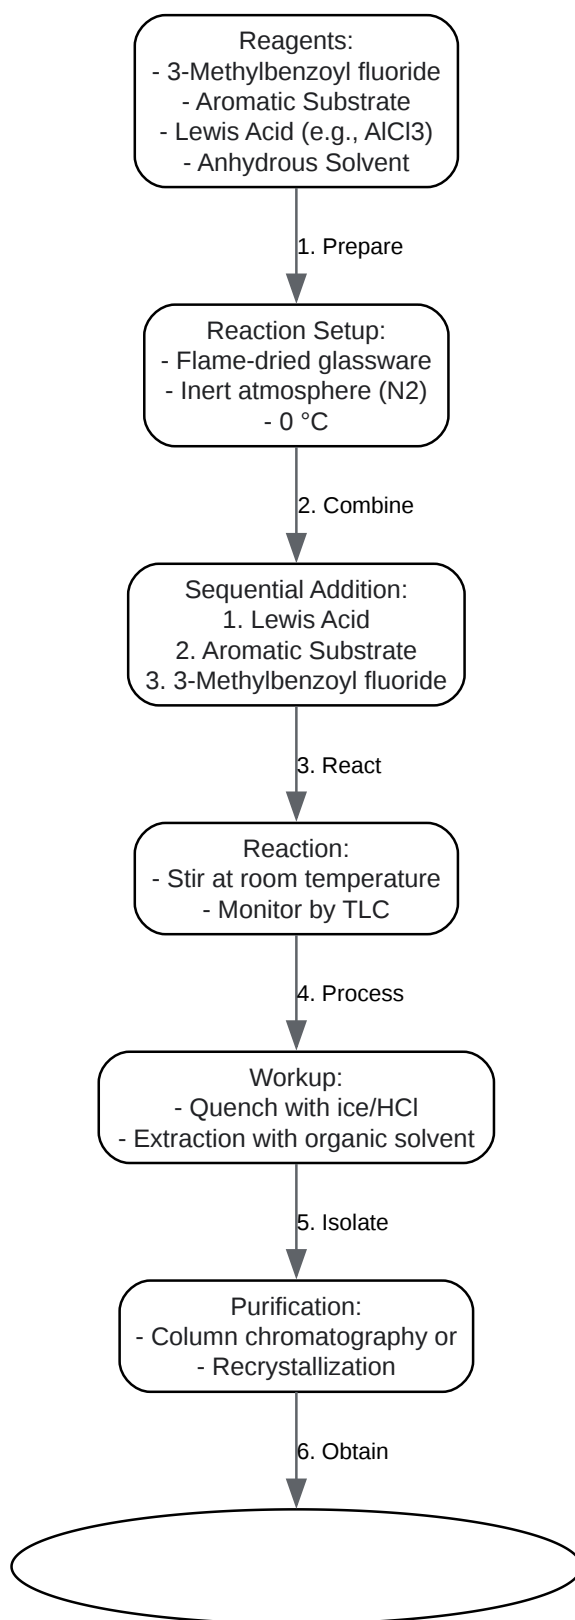 Reagents:
- 3-Methylbenzoyl fluoride
- Aromatic Substrate
- Lewis Acid (e.g., AlCl3)
- Anhydrous Solvent
1. Prepare
Reaction Setup:
- Flame-dried glassware
- Inert atmosphere (N2)
- 0 °C
2. Combine
Sequential Addition:
1. Lewis Acid
2. Aromatic Substrate
3. 3-Methylbenzoyl fluoride
3. React
Reaction:
- Stir at room temperature
- Monitor by TLC
4. Process
Workup:
- Quench with ice/HCl
- Extraction with organic solvent
5. Isolate
Purification:
- Column chromatography or
- Recrystallization
6. Obtain